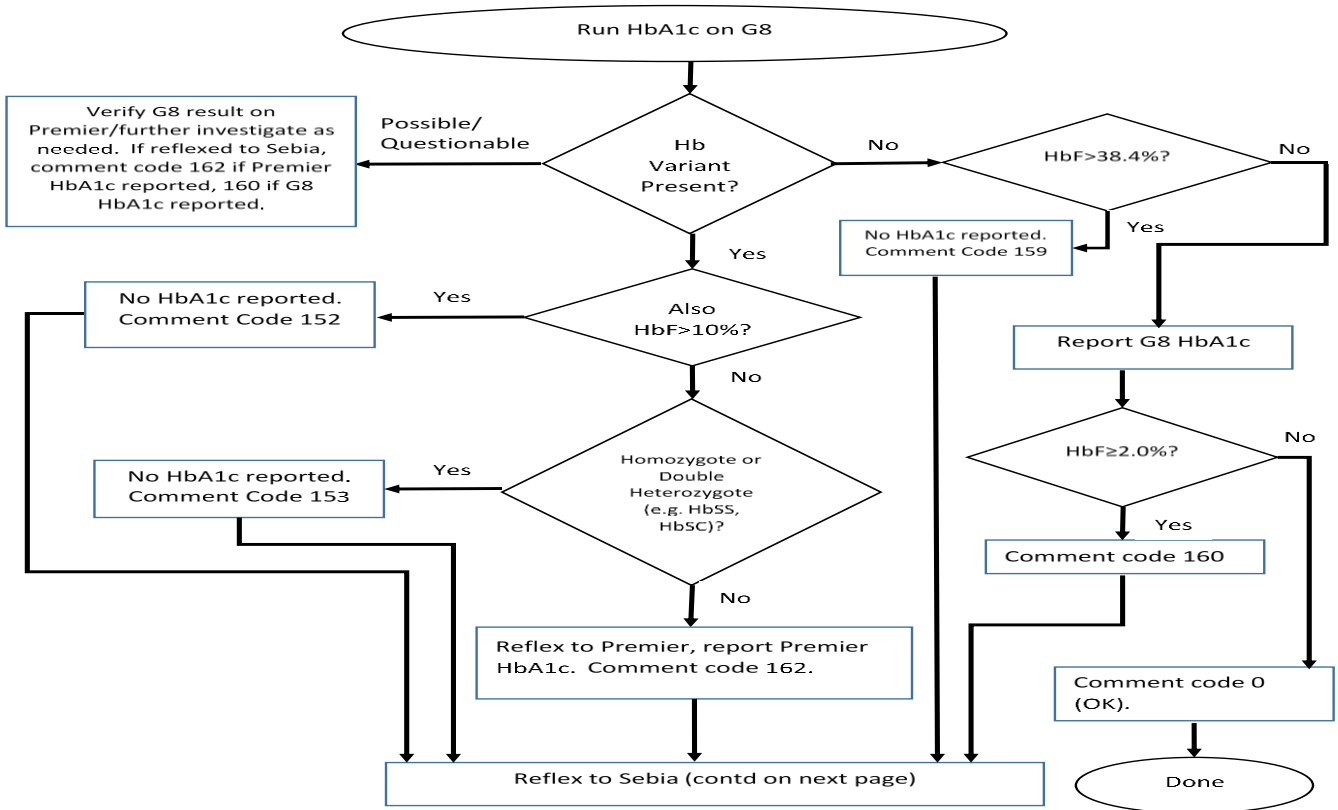 Run HbA1c on G8
Verify G8 result on
Premier/further investigate as
needed. If reflexed to Sebia,
comment code 162 if Premier
HbA1c reported, 160 if G8
HbA1c reported.
Possible/
Questionable
Hb
Variant
Present?
No
HbF>38.4%?
No
Yes
No HbA1c reported.
Comment Code 159
Yes
No HbA1c reported.
Comment Code 152
Yes
Also
HbF>10%?
Report G8 HbA1c
No
HbF≥2.0%?
No
No HbA1c reported.
Comment Code 153
Yes
Homozygote or
Double
Heterozygote
(e.g. HbSS,
HbSC)?
Yes
Comment code 160
No
Reflex to Premier, report Premier
HbA1c. Comment code 162.
Comment code 0
(OK).
Reflex to Sebia (contd on next page)
Done